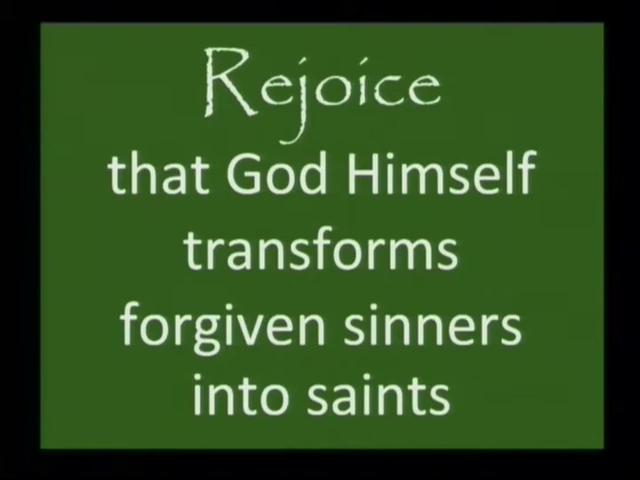 Rejoice
that God Himself
transforms
forgiven sinners
into saints